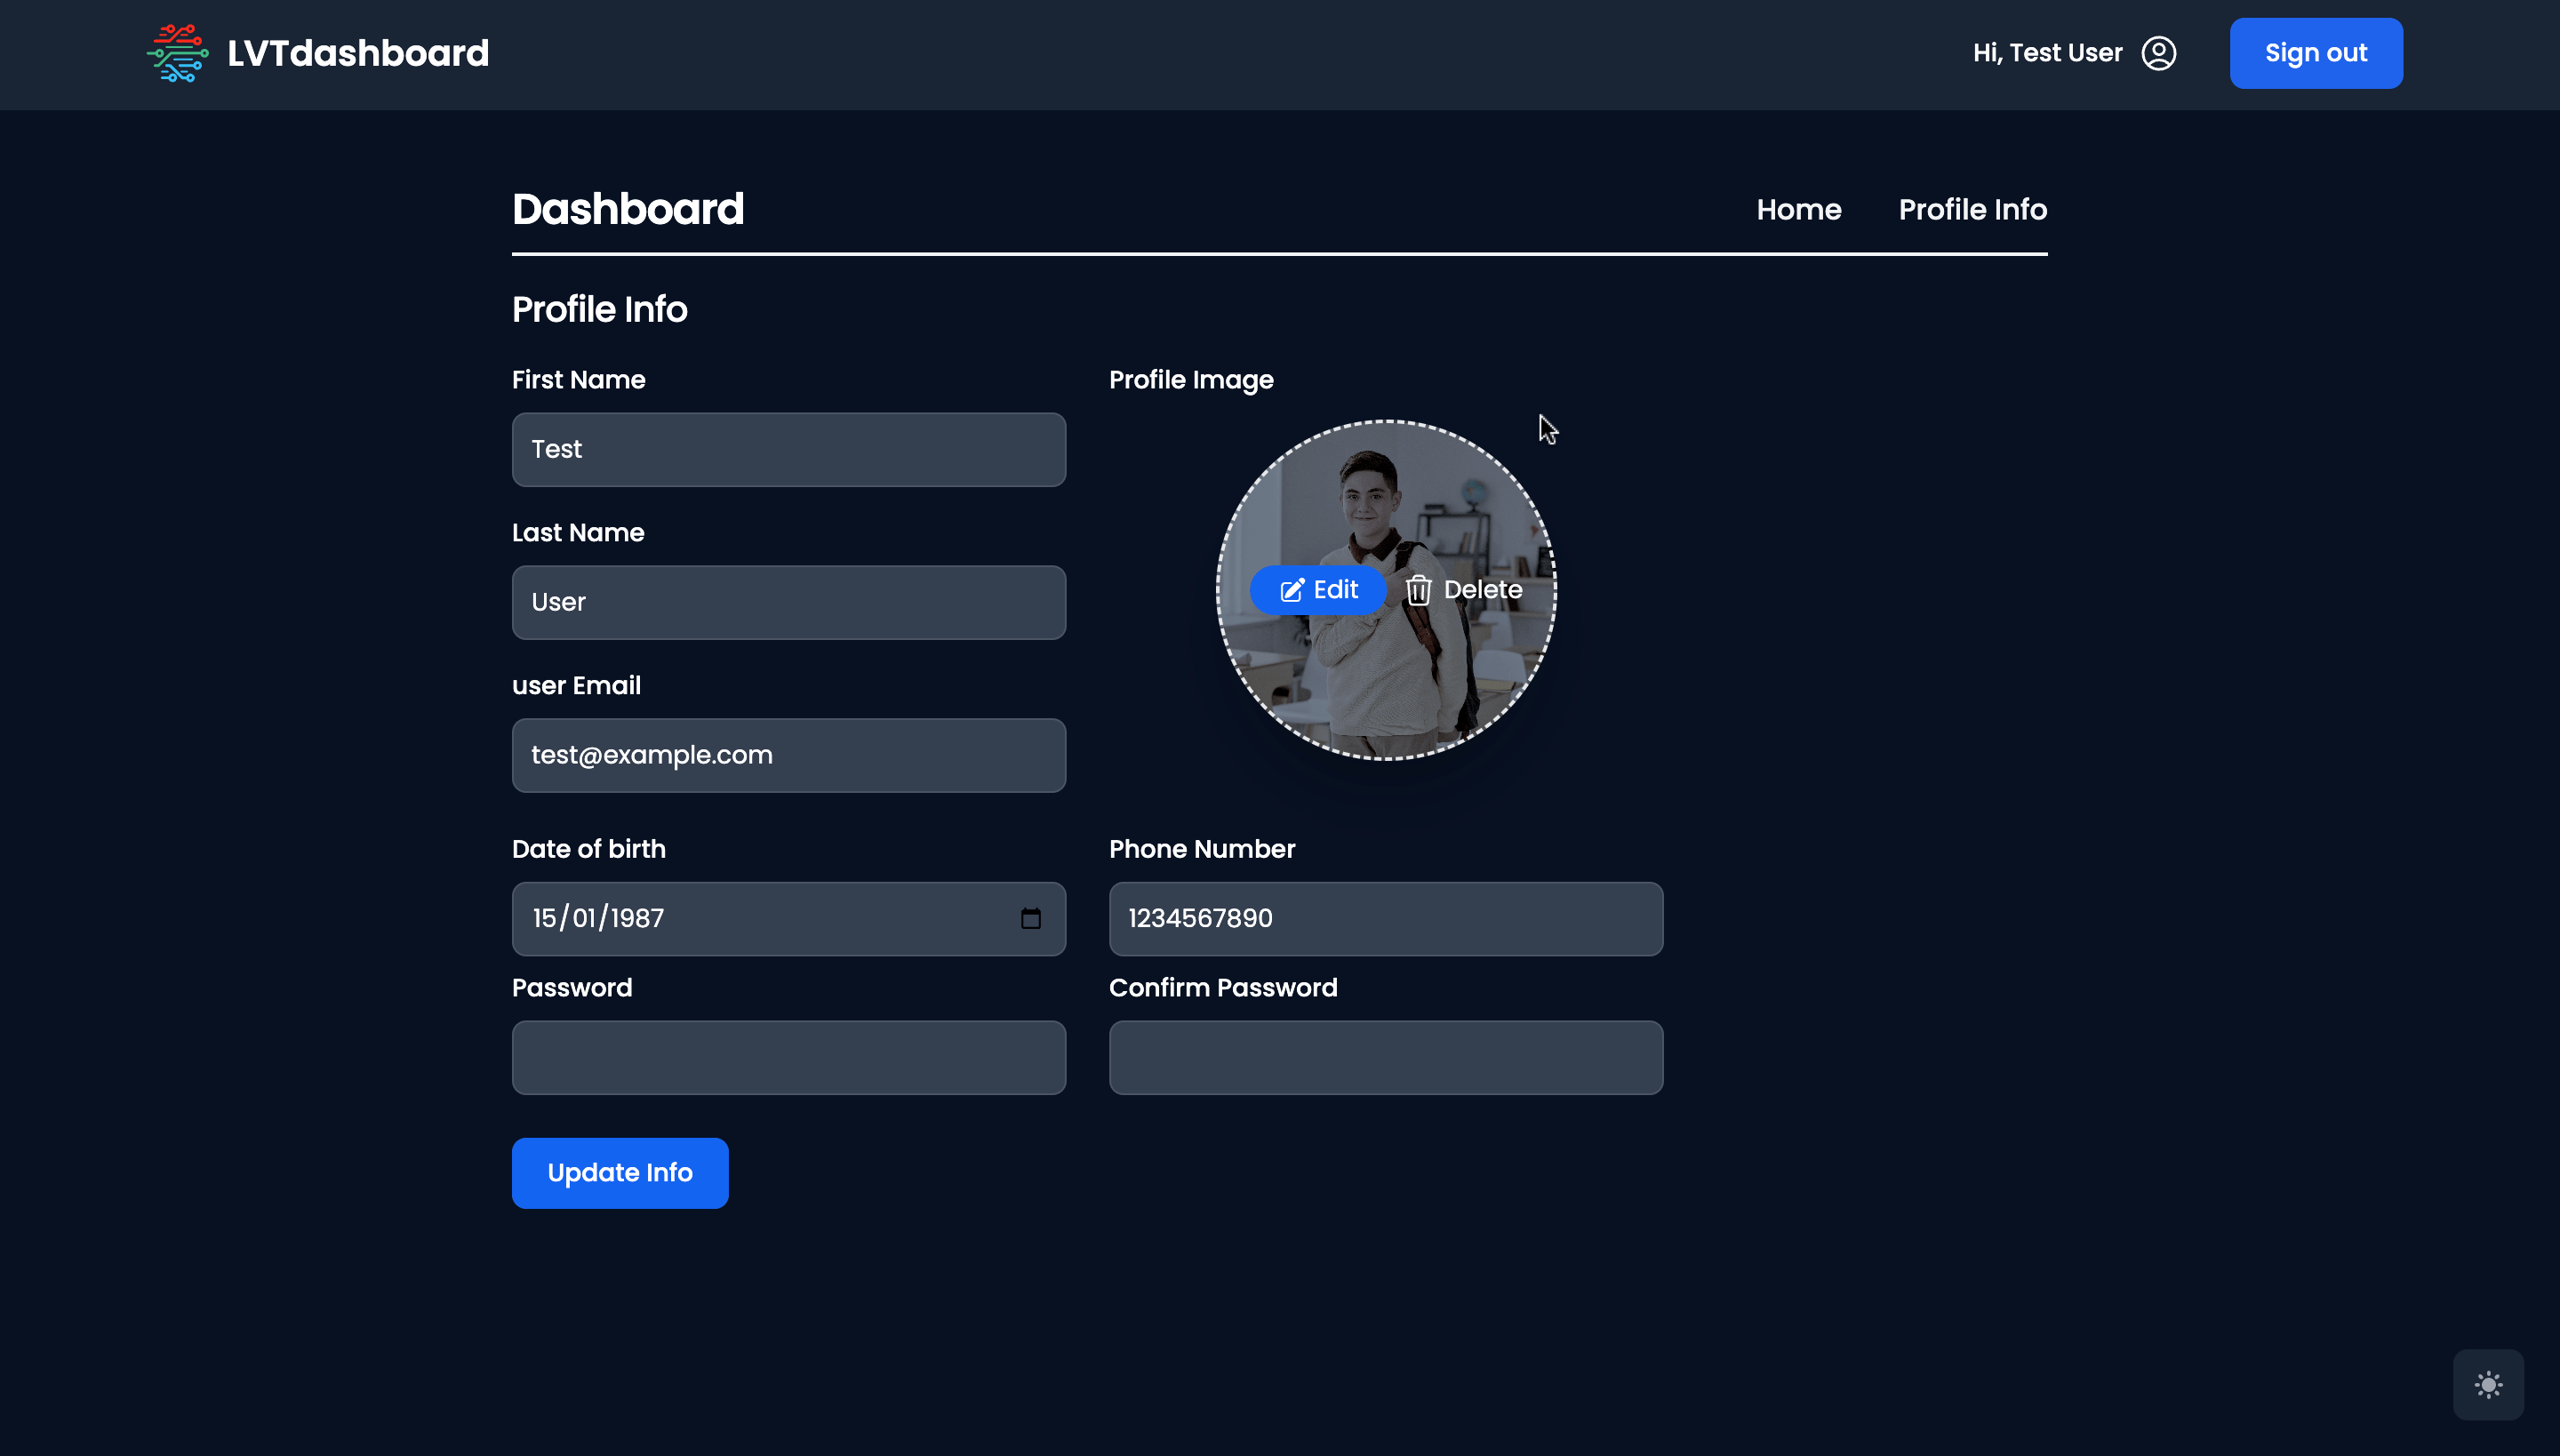 LVTdashboard
Hi, Test User
Sign out
Dashboard
Home
Profile Info
Profile Info
First Name
Profile Image
Test
Last Name
User
Edit
Delete
user Email
test@example.com
Date of birth
Phone Number
15/01/1987
1234567890
Password
Confirm Password
Update Info